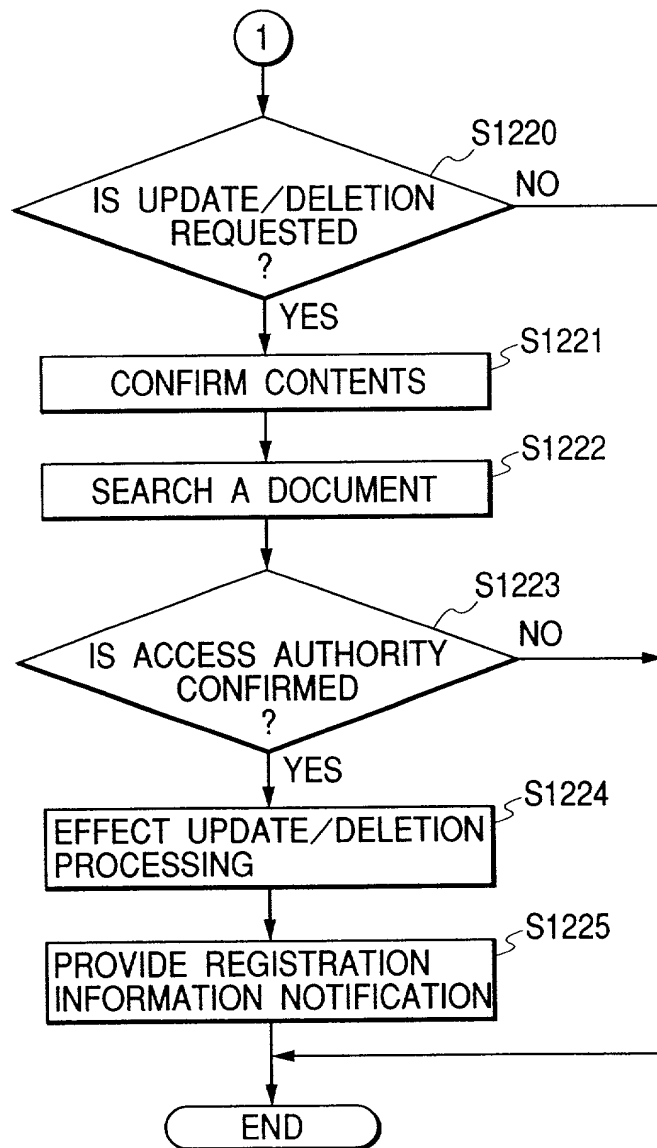 1
S1220
IS UPDATE/DELETION
REQUESTED
?
NO
YES
S1221
CONFIRM CONTENTS
S1222
SEARCH A DOCUMENT
S1223
IS ACCESS AUTHORITY
CONFIRMED
?
NO
YES
S1224
EFFECT UPDATE/DELETION
PROCESSING
S1225
PROVIDE REGISTRATION
INFORMATION NOTIFICATION
END